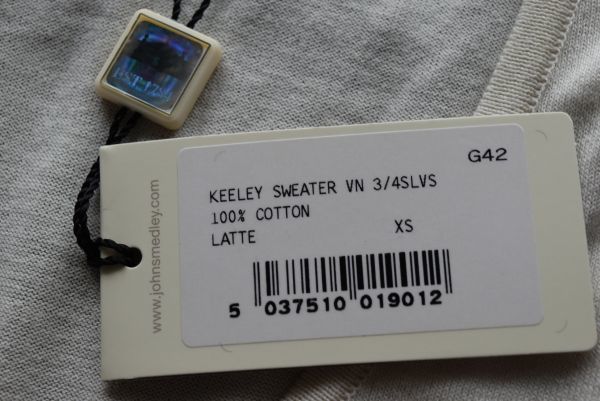 G42
KEELEY SWEATER VN 3/4SLVS
100% COTTON
LATTE XS
5 037510 019012
www.johnsmedley.com